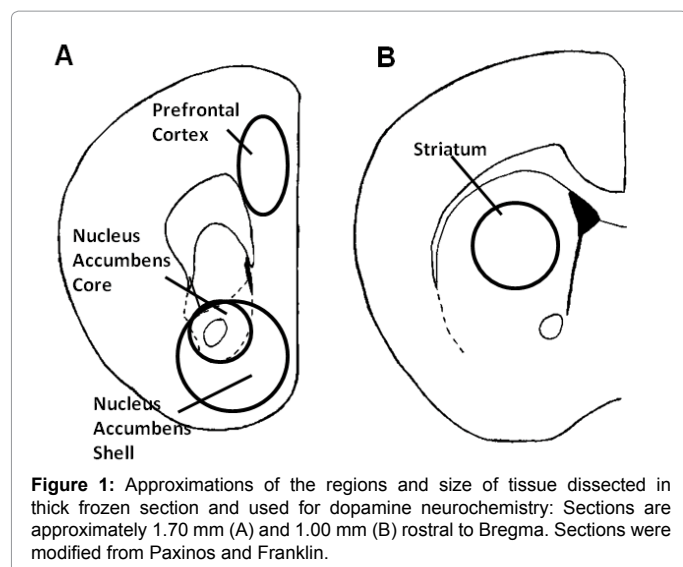 A
B
Prefrontal
Cortex
Striatum
Nucleus
Accumbens
Core
Nucleus
Accumbens
Shell
Figure 1: Approximations of the regions and size of tissue dissected in
thick frozen section and used for dopamine neurochemistry: Sections are
approximately 1.70 mm (A) and 1.00 mm (B) rostral to Bregma. Sections were
modified from Paxinos and Franklin.